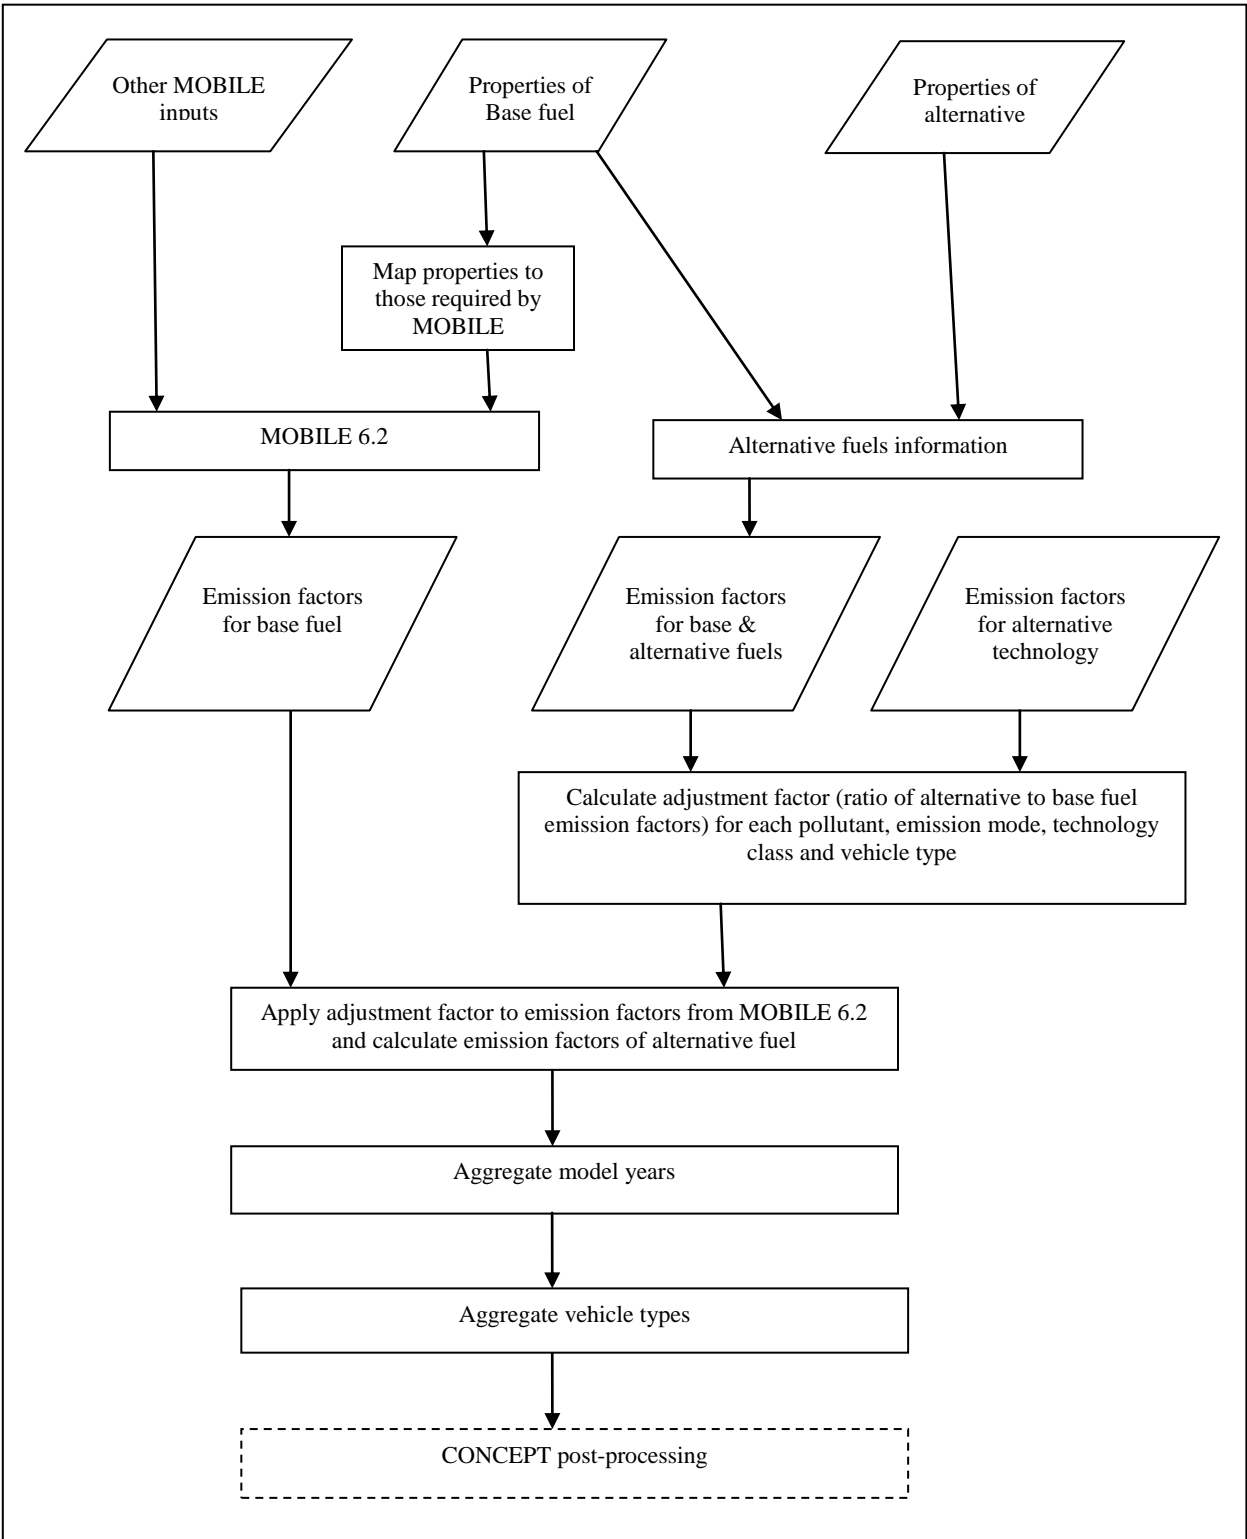 Other MOBILE
inputs
Properties of
Base fuel
Properties of
alternative
Map properties to
those required by
MOBILE
MOBILE 6.2
Alternative fuels information
Emission factors
for base fuel
Emission factors
for base &
alternative fuels
Emission factors
for alternative
technology
Calculate adjustment factor (ratio of alternative to base fuel
emission factors) for each pollutant, emission mode, technology
class and vehicle type
Apply adjustment factor to emission factors from MOBILE 6.2
and calculate emission factors of alternative fuel
Aggregate model years
Aggregate vehicle types
CONCEPT post-processing